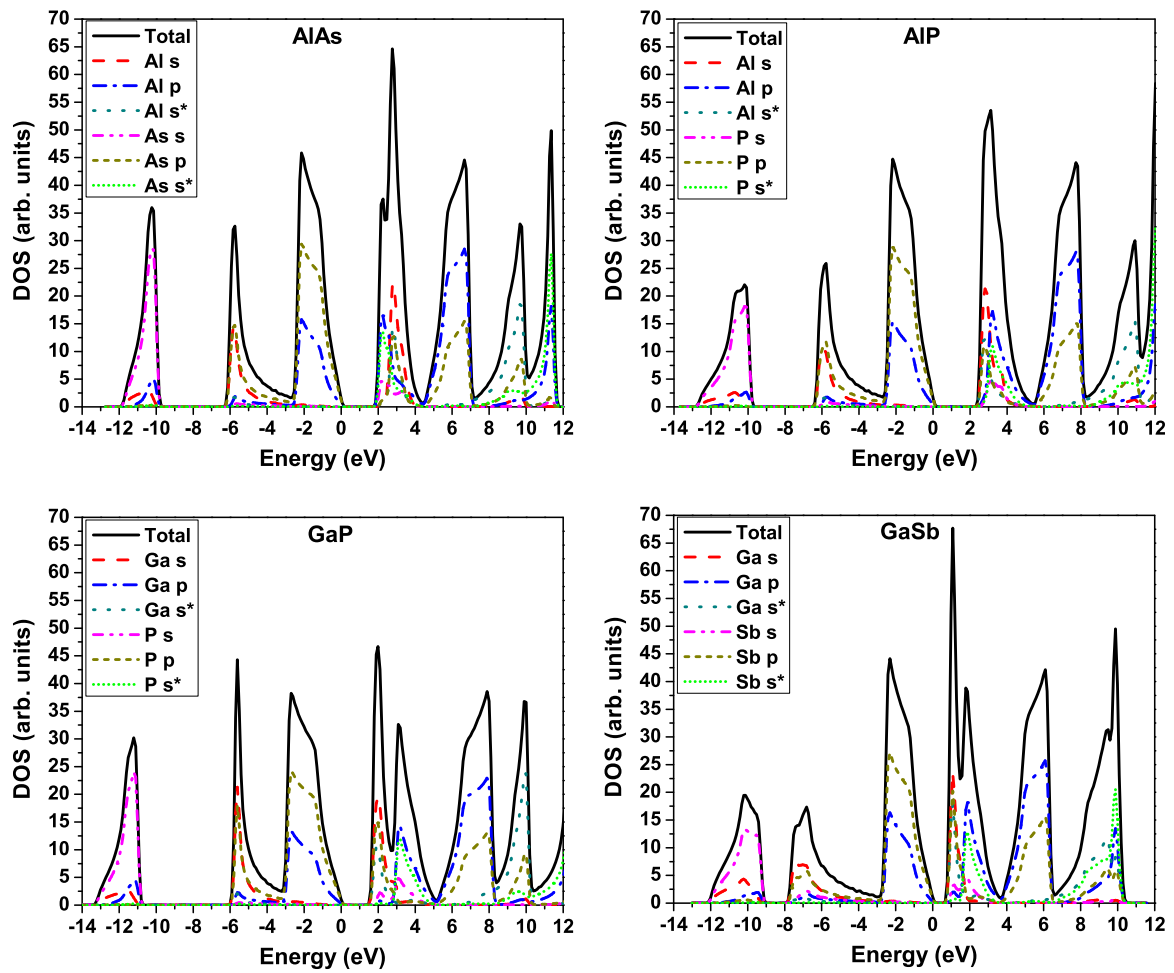 AlAs
Total
Al s
Al p
Al s*
As s
As p
As s*
DOS (arb. units)
70
65
60
55
50
45
40
35
30
25
20
15
10
5
0
-14 -12 -10 -8 -6 -4 -2 0 2 4 6 8 10 12
Energy (eV)
AlP
Total
Al s
Al p
Al s*
P s
P p
P s*
DOS (arb. units)
70
65
60
55
50
45
40
35
30
25
20
15
10
5
0
-14 -12 -10 -8 -6 -4 -2 0 2 4 6 8 10 12
Energy (eV)
GaP
Total
Ga s
Ga p
Ga s*
P s
P p
P s*
DOS (arb. units)
70
65
60
55
50
45
40
35
30
25
20
15
10
5
0
-14 -12 -10 -8 -6 -4 -2 0 2 4 6 8 10 12
Energy (eV)
GaSb
Total
Ga s
Ga p
Ga s*
Sb s
Sb p
Sb s*
DOS (arb. units)
70
65
60
55
50
45
40
35
30
25
20
15
10
5
0
-14 -12 -10 -8 -6 -4 -2 0 2 4 6 8 10 12
Energy (eV)